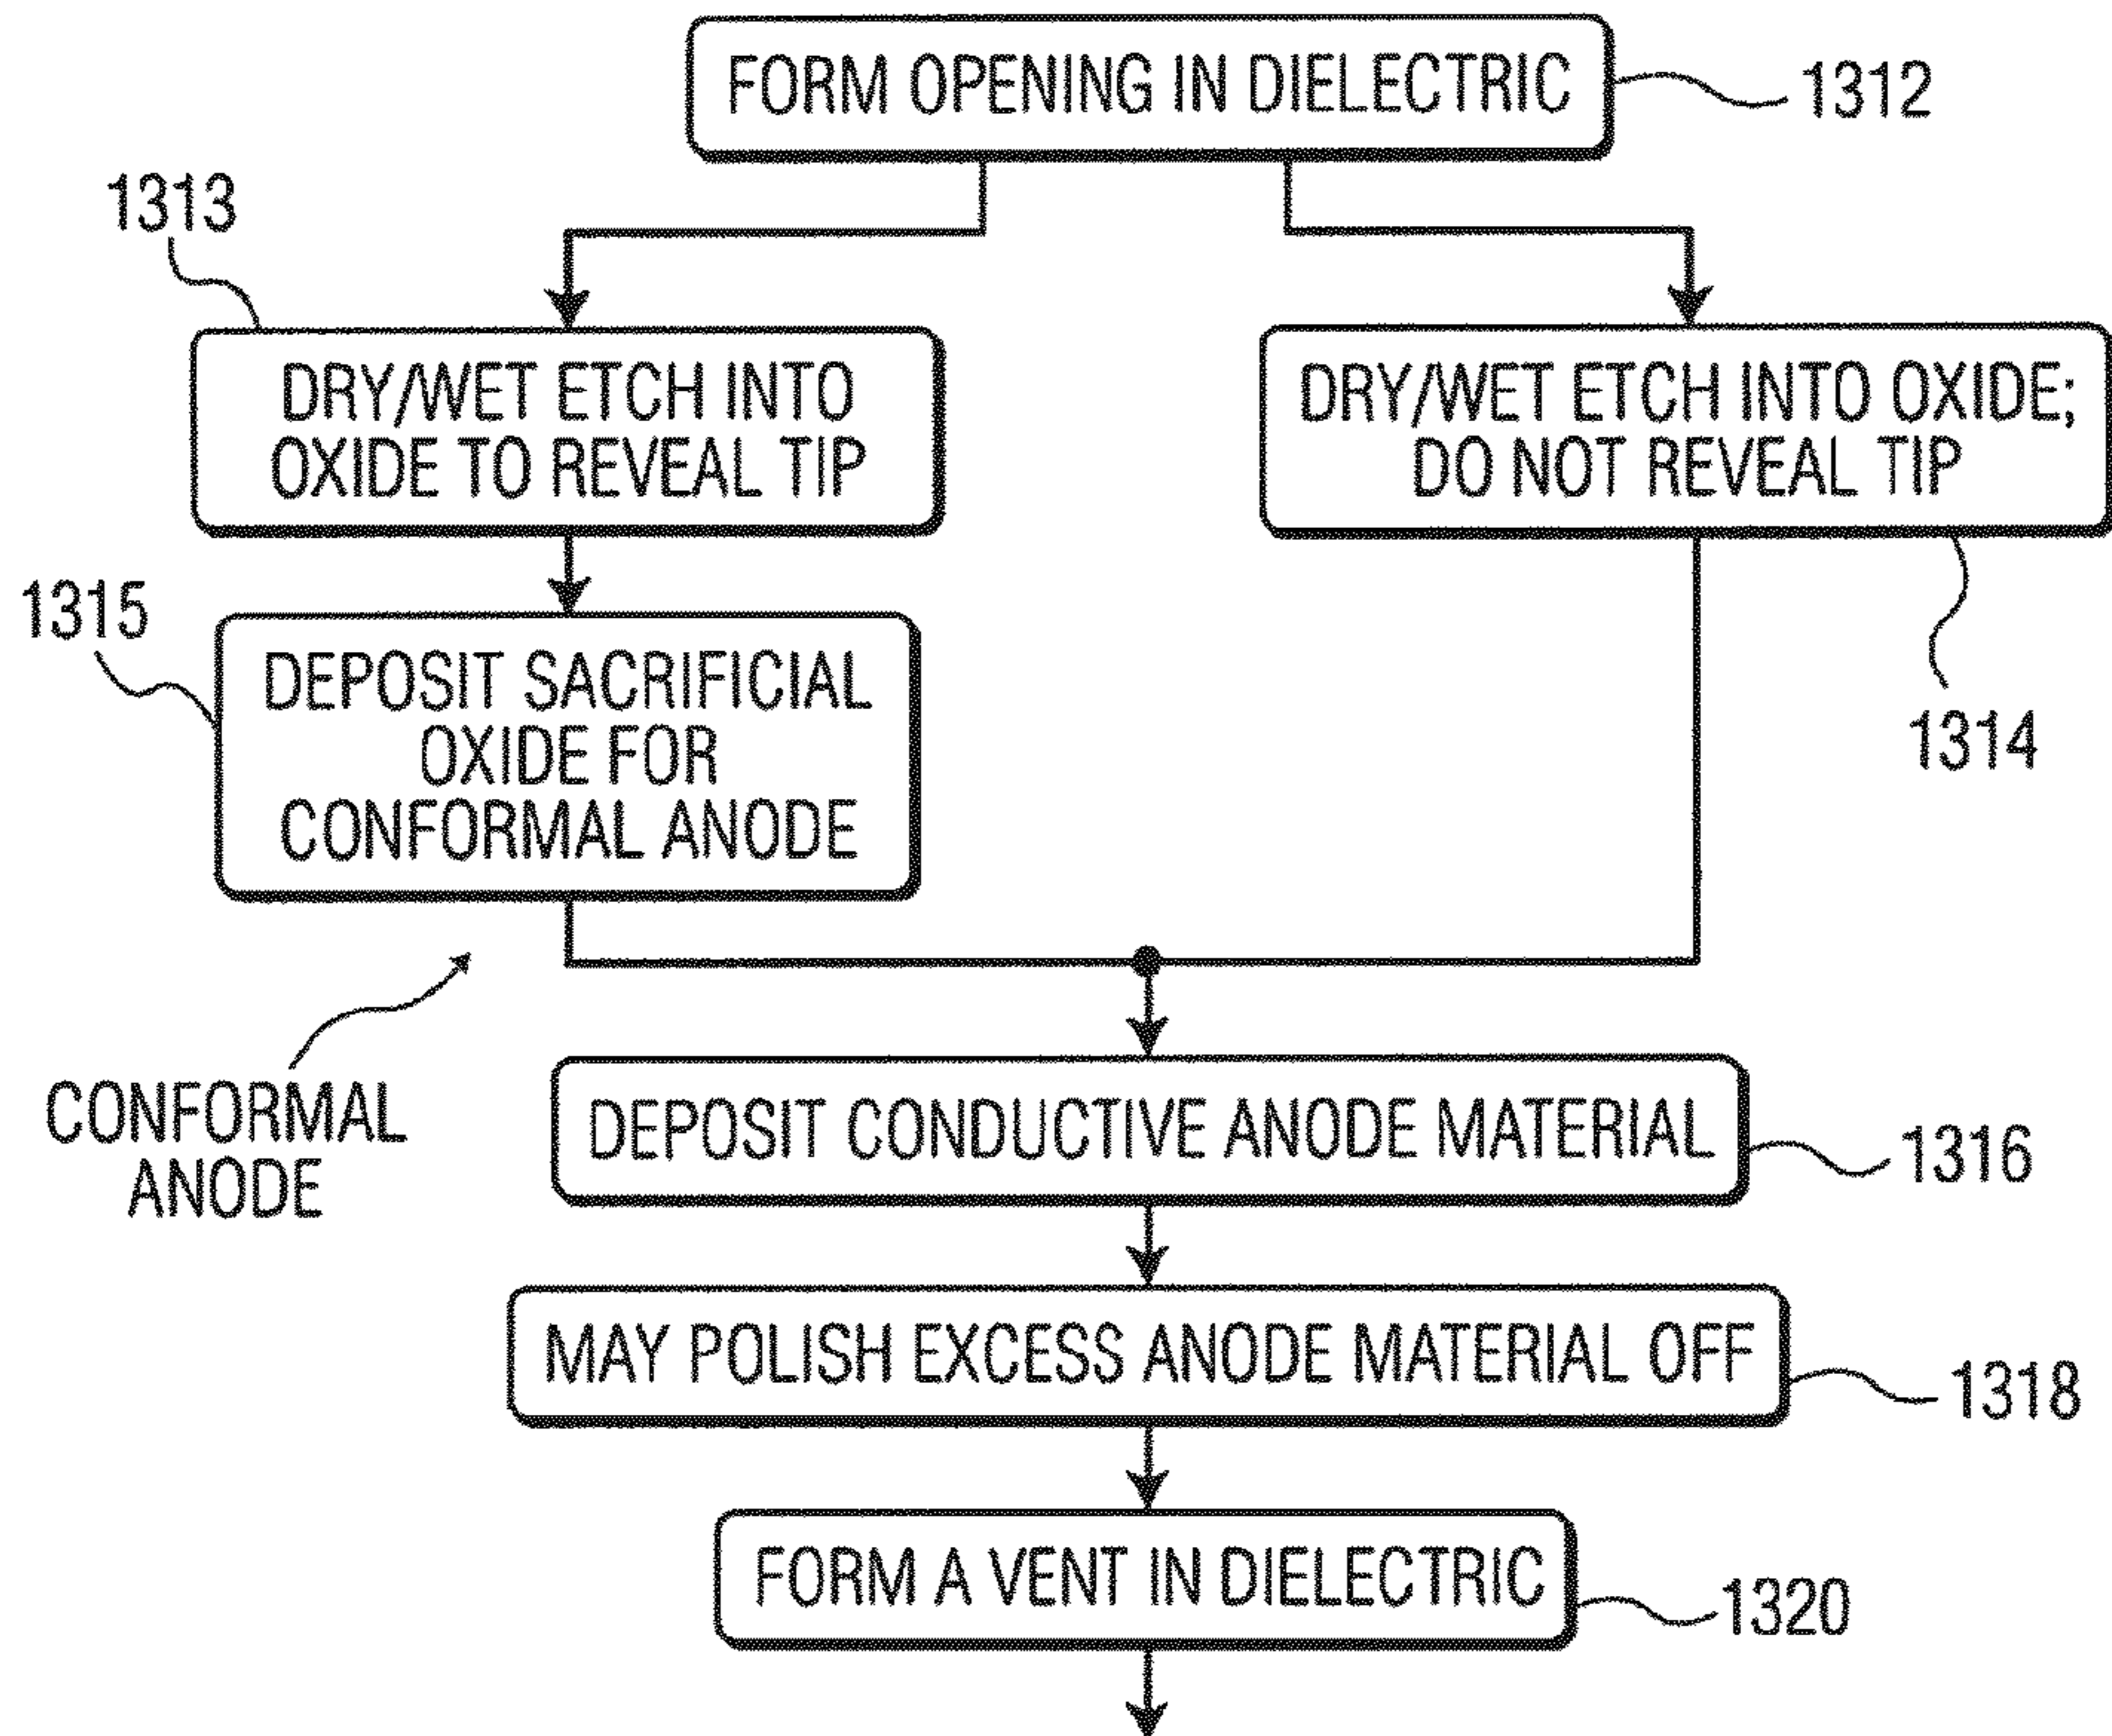 FORM OPENING IN DIELECTRIC
1312
1313
DRY/WET ETCH INTO
OXIDE TO REVEAL TIP
DRY/WET ETCH INTO OXIDE;
DO NOT REVEAL TIP
1314
1315
DEPOSIT SACRIFICIAL
OXIDE FOR
CONFORMAL ANODE
CONFORMAL
ANODE
DEPOSIT CONDUCTIVE ANODE MATERIAL
1316
MAY POLISH EXCESS ANODE MATERIAL OFF
1318
FORM A VENT IN DIELECTRIC
1320